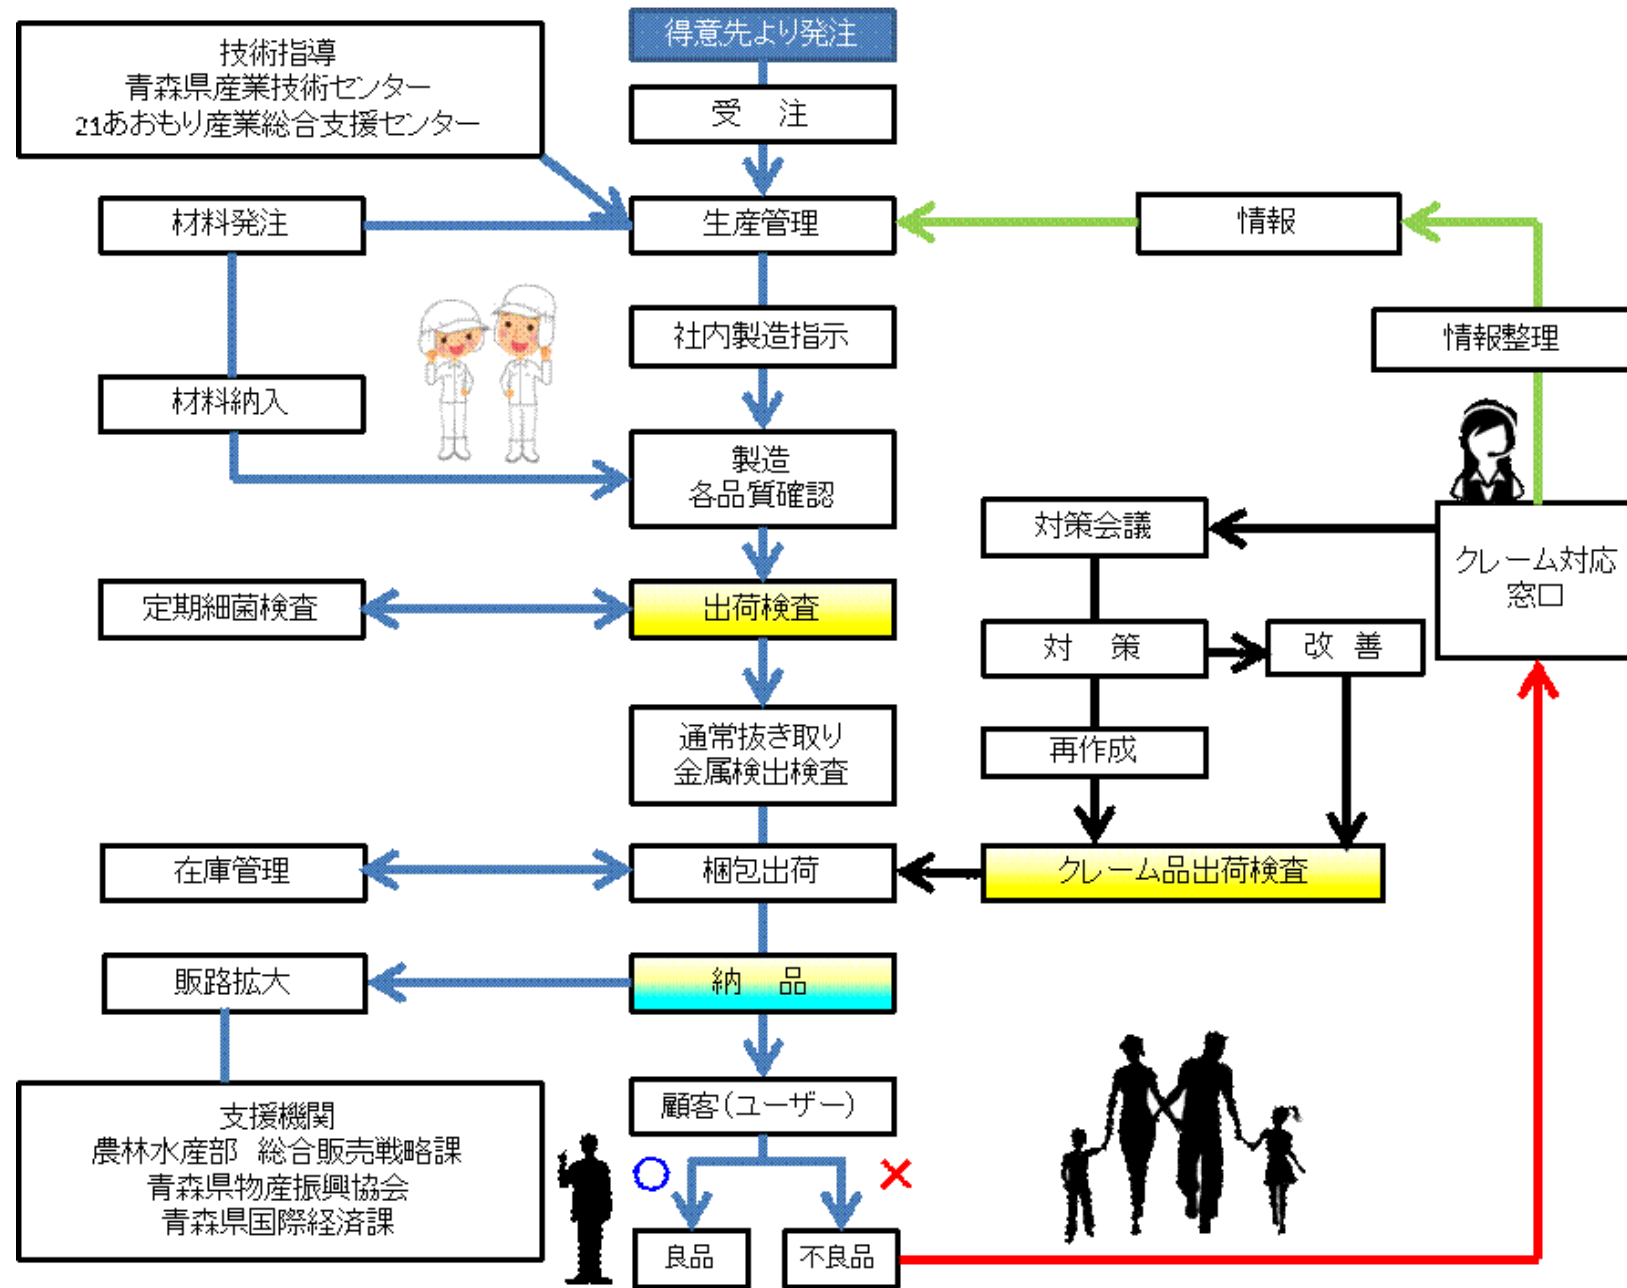 得意先より発注
技術指導
青森県産業技術センター
21あおもり産業総合支援センター
受　注
材料発注
生産管理
情報
社内製造指示
情報整理
材料納入
製造
各品質確認
対策会議
クレーム対応
窓口
定期細菌検査
出荷検査
対　策
改 善
通常抜き取り
金属検出検査
再作成
在庫管理
梱包出荷
クレーム品出荷検査
販路拡大
納　品
顧客(ユーザー)
支援機関
農林水産部　総合販売戦略課
青森県物産振興協会
青森県国際経済課
○
×
良品
不良品